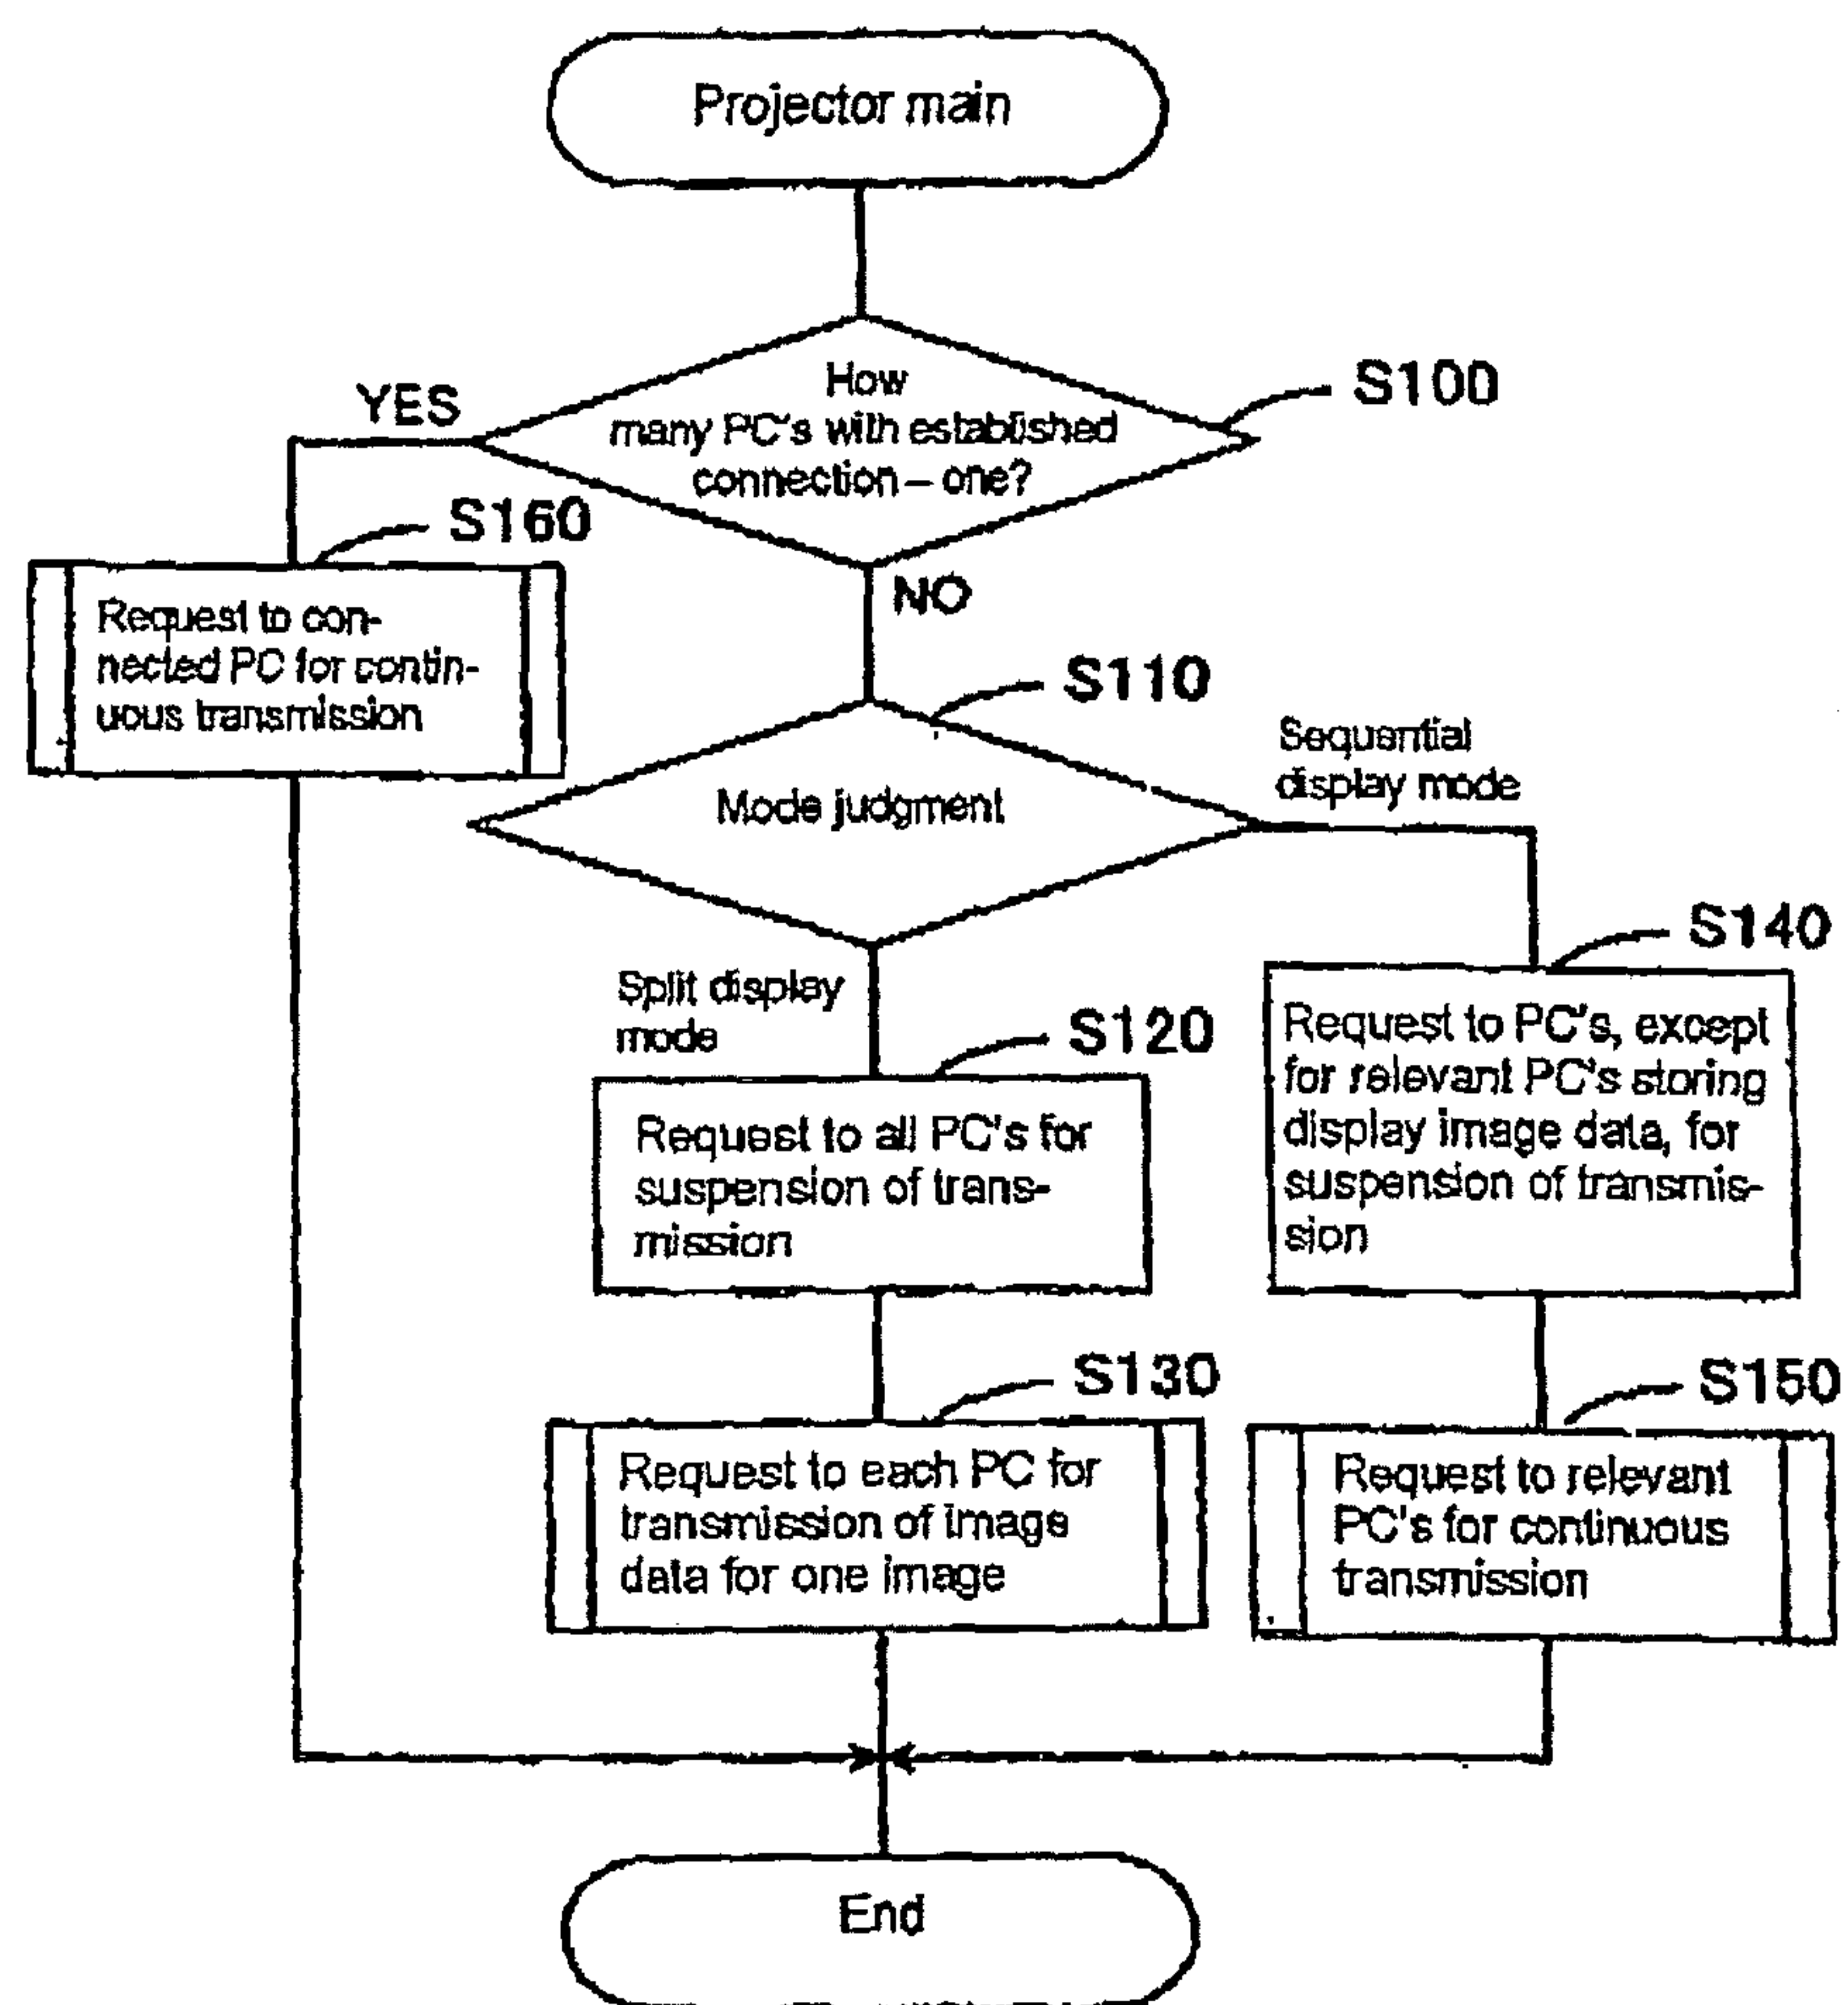 Projector main
How
many PC's with established
connection – one?
S100
YES
S160
Request to con-
nected PC for contin-
uous transmission
NO
S110
Mode judgment
Sequential
display mode
S140
Request to PC's, except
for relevant PC's storing
display image data, for
suspension of transmis-
sion
Split display
mode
S120
Request to all PC's for
suspension of trans-
mission
S130
Request to each PC for
transmission of image
data for one image
S150
Request to relevant
PC's for continuous
transmission
End